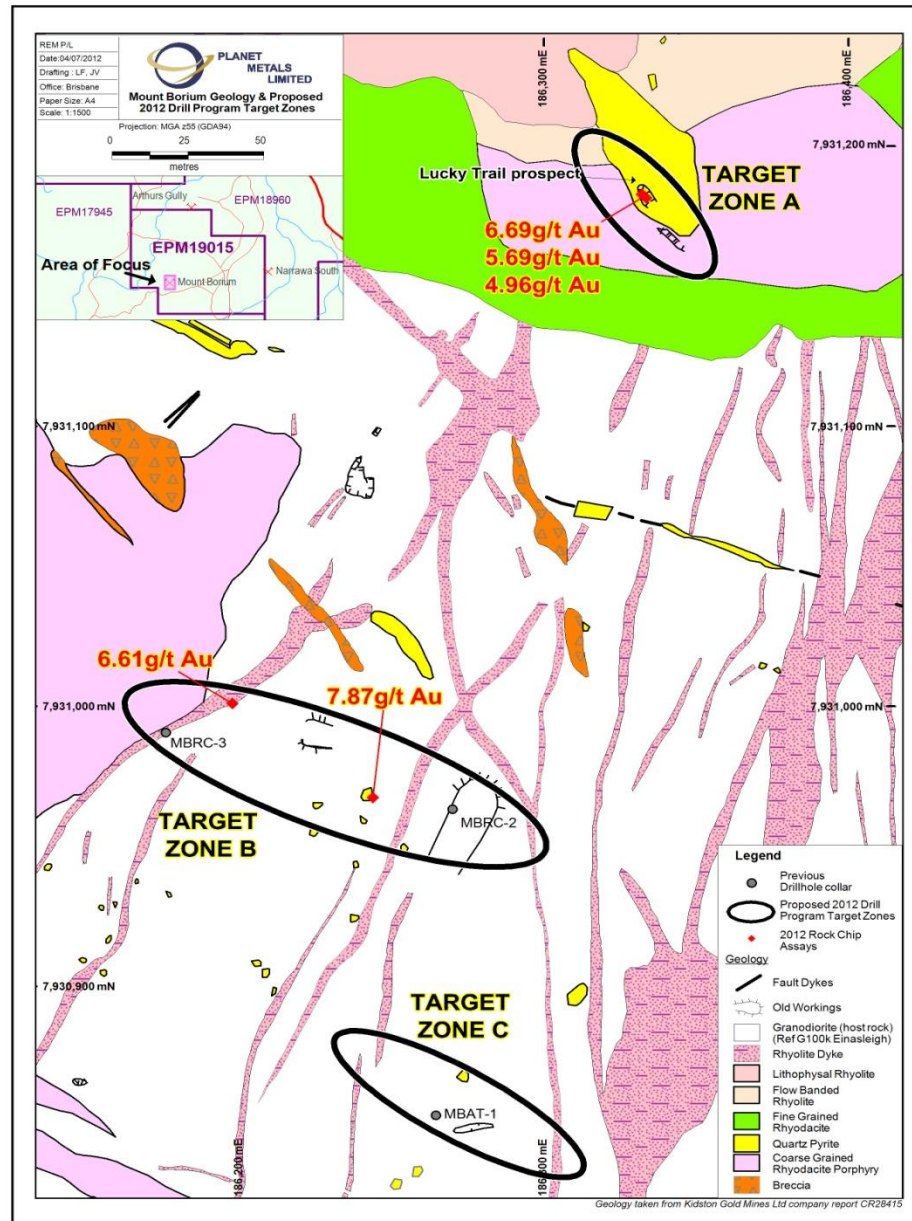 REM P/L
Date:04/07/2012
Drafting : LF, JV
Office: Brisbane
Paper Size: A4
Scale: 1:1500
PLANET
METALS
LIMITED
Mount Borium Geology & Proposed
2012 Drill Program Target Zones
Projection: MGA z55 (GDA94)
0 25 50
metres
EPM17945
Arthurs Gully
EPM18960
EPM19015
Area of Focus
Mount Borium
Narrawa South
186,300 mE
186,400 mE
7,931,200 mN
Lucky Trail prospect
TARGET
ZONE A
6.69g/t Au
5.69g/t Au
4.96g/t Au
7,931,100 mN
7,931,100 mN
6.61g/t Au
7.87g/t Au
7,931,000 mN
7,931,000 mN
MBRC-3
MBRC-2
TARGET
ZONE B
7,930,900 mN
TARGET
ZONE C
MBAT-1
186,200 mE
186,300 mE
Legend
Previous
Drillhole collar
Proposed 2012 Drill
Program Target Zones
2012 Rock Chip
Assays
Geology
Fault Dykes
Old Workings
Granodiorite (host rock)
(Ref G100k Einasleigh)
Rhyolite Dyke
Lithophysal Rhyolite
Flow Banded
Rhyolite
Fine Grained
Rhyodacite
Quartz Pyrite
Coarse Grained
Rhyodacite Porphyry
Breccia
Geology taken from Kidston Gold Mines Ltd company report CR28415